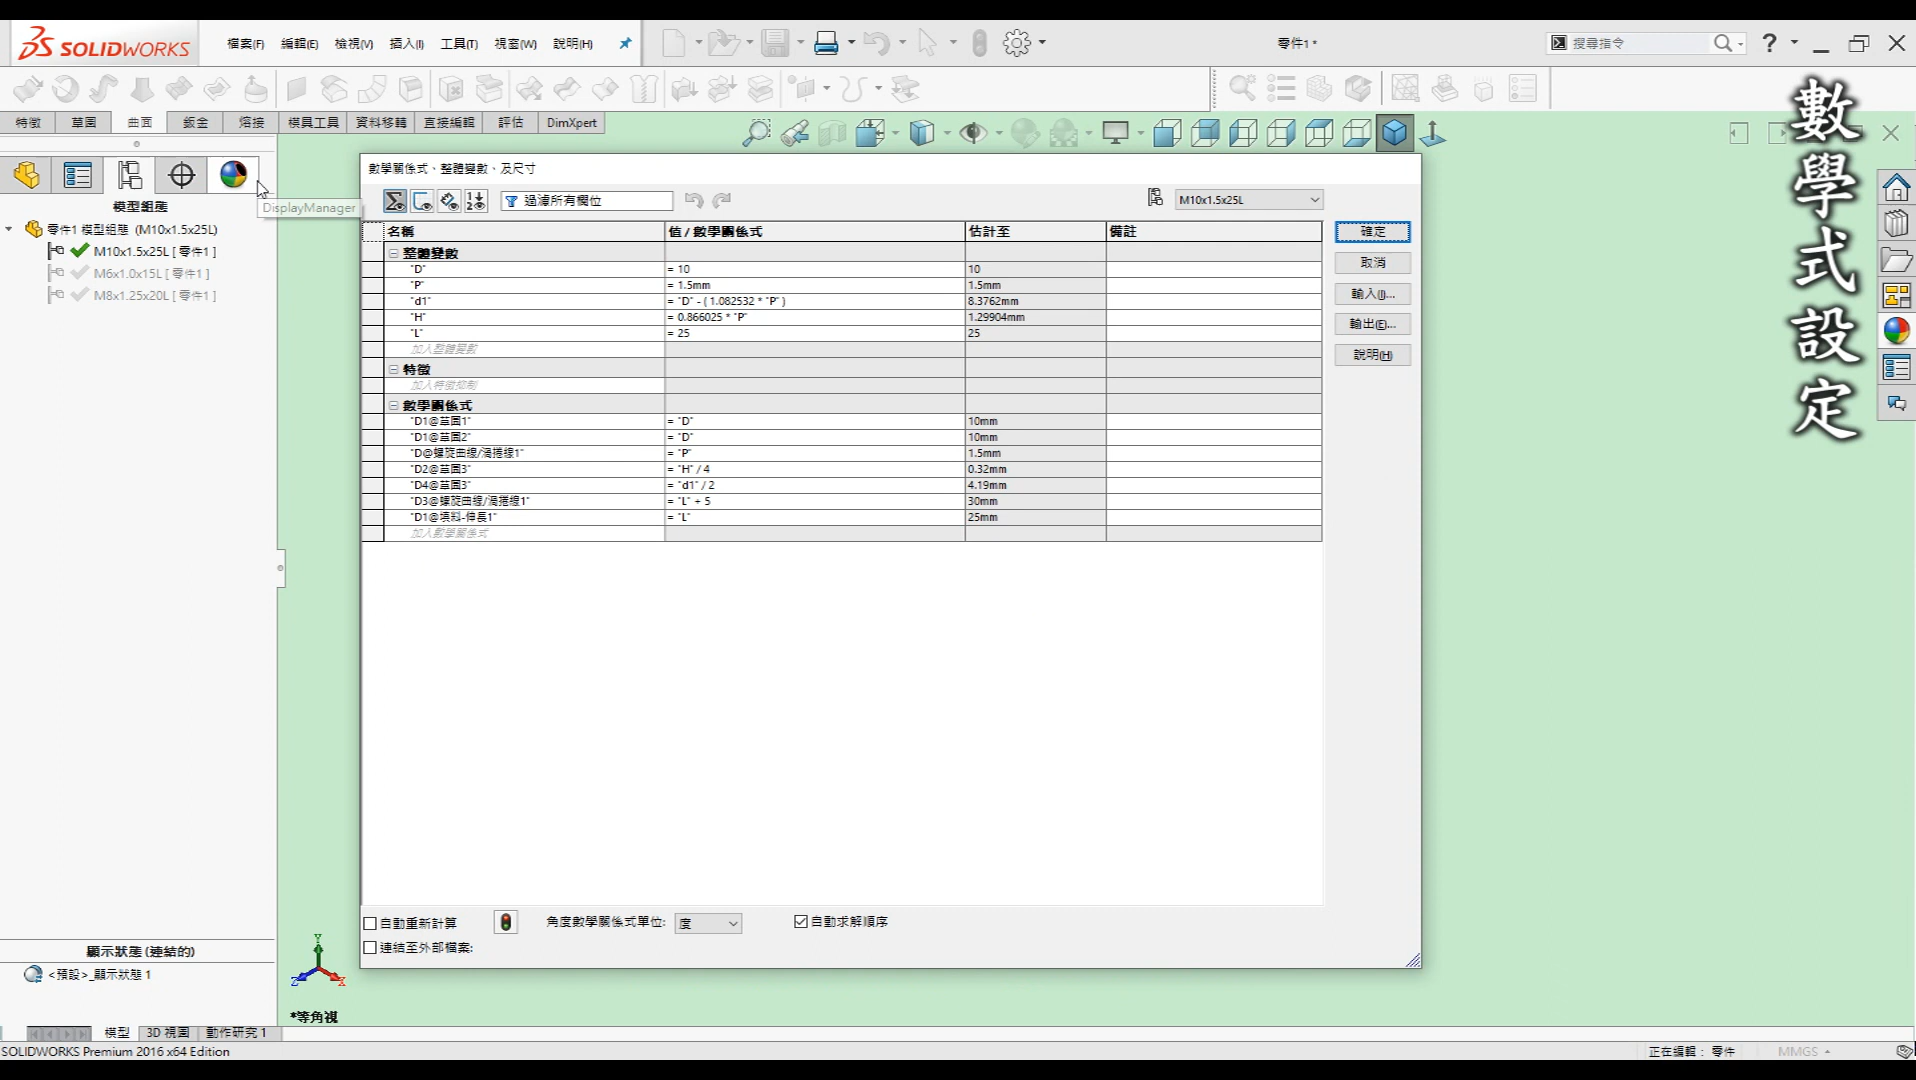 SOLIDWORKS
檔案(F) 編輯(E) 檢視(V) 插入(I) 工具(T) 視窗(W) 說明(H)
零件1 *
搜尋指令
特徵 草圖 曲面 鈑金 熔接 模具工具 資料移轉 直接編輯 評估 DimXpert
DisplayManager
模型組態
零件1 模型組態 (M10x1.5x25L)
M10x1.5x25L [ 零件1 ]
M6x1.0x15L [ 零件1 ]
M8x1.25x20L [ 零件1 ]
數學關係式、整體變數、及尺寸
過濾所有欄位
M10x1.5x25L
名稱 值 / 數學關係式 估計至 備註
整體變數
"D" = 10 10
"P" = 1.5mm 1.5mm
"d1" = "D" - ( 1.082532 * "P" ) 8.3762mm
"H" = 0.866025 * "P" 1.29904mm
"L" = 25 25
加入整體變數
特徵
加入特徵抑制
數學關係式
"D1@草圖1" = "D" 10mm
"D1@草圖2" = "D" 10mm
"D@螺旋曲線/渦捲線1" = "P" 1.5mm
"D2@草圖3" = "H" / 4 0.32mm
"D4@草圖3" = "d1" / 2 4.19mm
"D3@螺旋曲線/渦捲線1" = "L" + 5 30mm
"D1@填料-伸長1" = "L" 25mm
加入數學關係式
確定
取消
輸入(I)...
輸出(E)...
說明(H)
自動重新計算 角度數學關係式單位: 度 自動求解順序
連結至外部檔案:
數學式設定
顯示狀態 (連結的)
<預設>_顯示狀態 1
Y
Z
X
*等角視
模型 3D 視圖 動作研究 1
SOLIDWORKS Premium 2016 x64 Edition
正在編輯： 零件
MMGS